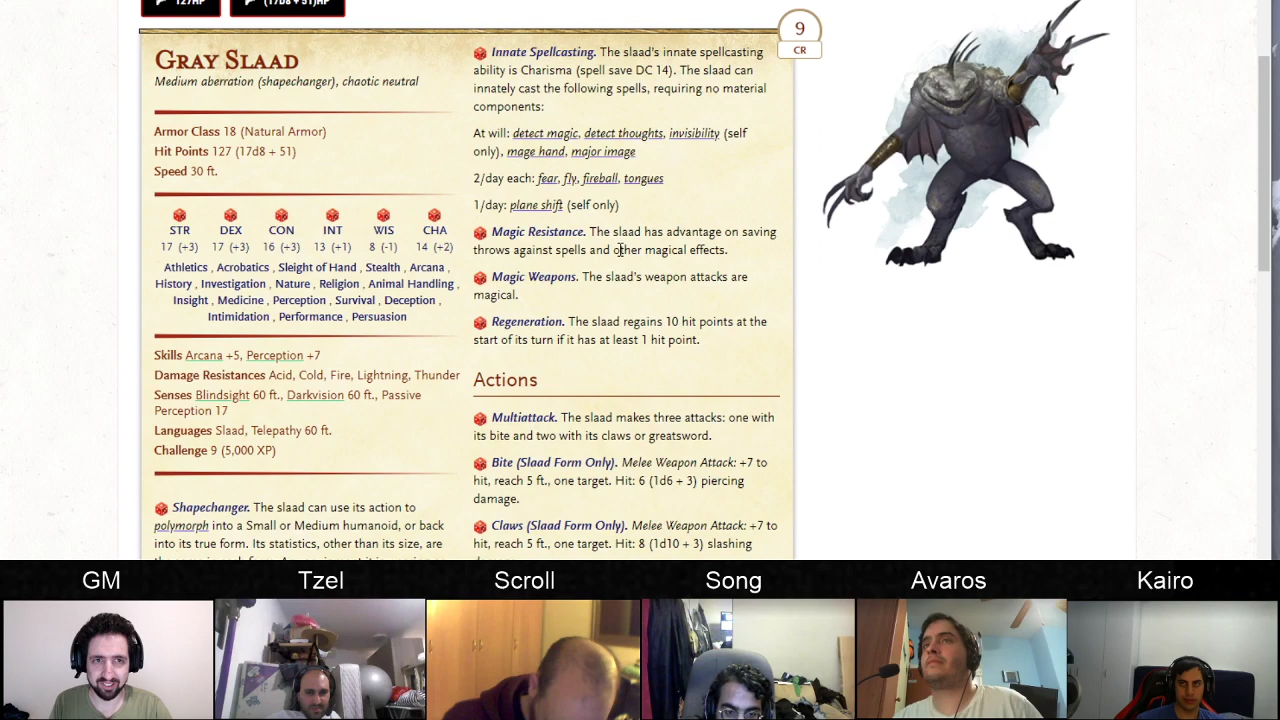 127HP
(17d8 + 51)HP
9
CR
Gray Slaad
Medium aberration (shapechanger), chaotic neutral
Armor Class 18 (Natural Armor)
Hit Points 127 (17d8 + 51)
Speed 30 ft.
STR DEX CON INT WIS CHA
17 (+3) 17 (+3) 16 (+3) 13 (+1) 8 (-1) 14 (+2)
Athletics , Acrobatics , Sleight of Hand , Stealth , Arcana ,
History , Investigation , Nature , Religion , Animal Handling ,
Insight , Medicine , Perception , Survival , Deception ,
Intimidation , Performance , Persuasion
Skills Arcana +5, Perception +7
Damage Resistances Acid, Cold, Fire, Lightning, Thunder
Senses Blindsight 60 ft., Darkvision 60 ft., Passive
Perception 17
Languages Slaad, Telepathy 60 ft.
Challenge 9 (5,000 XP)
Shapechanger. The slaad can use its action to
polymorph into a Small or Medium humanoid, or back
into its true form. Its statistics, other than its size, are
Innate Spellcasting. The slaad's innate spellcasting
ability is Charisma (spell save DC 14). The slaad can
innately cast the following spells, requiring no material
components:
At will: detect magic, detect thoughts, invisibility (self
only), mage hand, major image
2/day each: fear, fly, fireball, tongues
1/day: plane shift (self only)
Magic Resistance. The slaad has advantage on saving
throws against spells and other magical effects.
Magic Weapons. The slaad's weapon attacks are
magical.
Regeneration. The slaad regains 10 hit points at the
start of its turn if it has at least 1 hit point.
Actions
Multiattack. The slaad makes three attacks: one with
its bite and two with its claws or greatsword.
Bite (Slaad Form Only). Melee Weapon Attack: +7 to
hit, reach 5 ft., one target. Hit: 6 (1d6 + 3) piercing
damage.
Claws (Slaad Form Only). Melee Weapon Attack: +7 to
hit, reach 5 ft., one target. Hit: 8 (1d10 + 3) slashing
GM Tzel Scroll Song Avaros Kairo